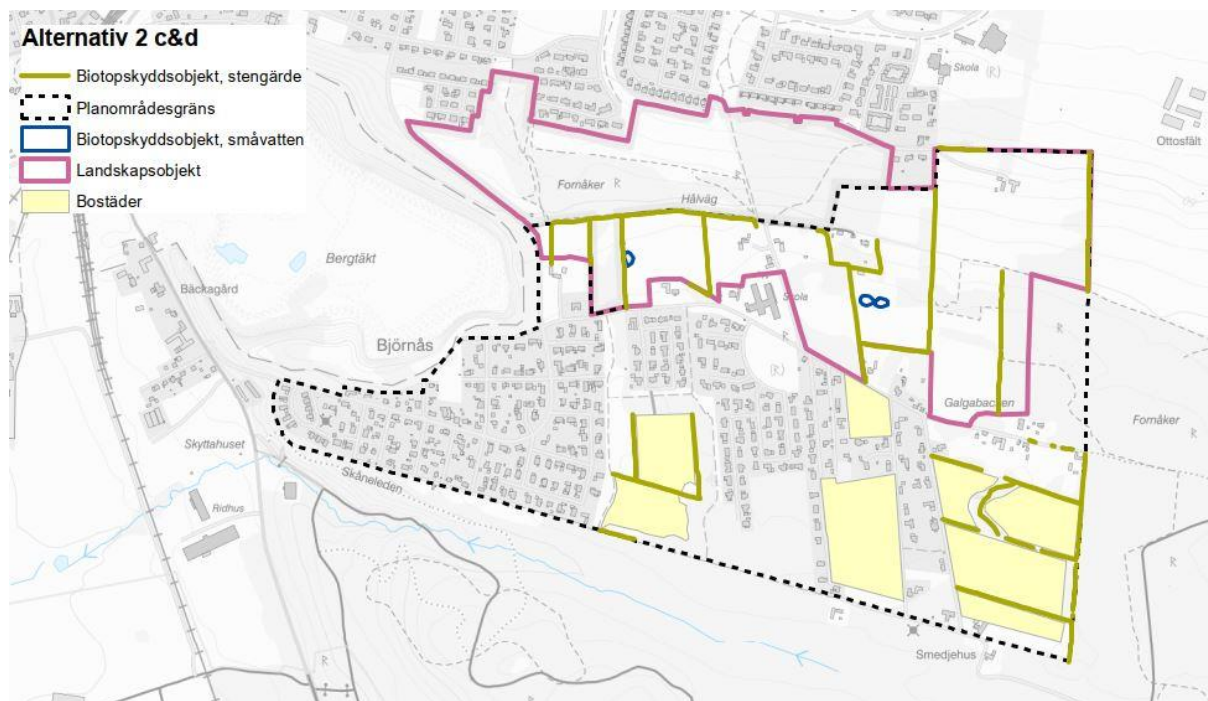 Alternativ 2 c&d
Biotopskyddsobjekt, stengärde
Planområdesgräns
Biotopskyddsobjekt, småvatten
Landskapsobjekt
Bostäder
Skola
(R)
Ottosfält
Fornåker R
Hålväg
Bergtäkt
Bäckagård
Skola
R
Björnås
R
R
(R)
Galgabacken
Fornåker
R
Skyttahuset
Skåneleden
Ridhus
Smedjehus
R
R